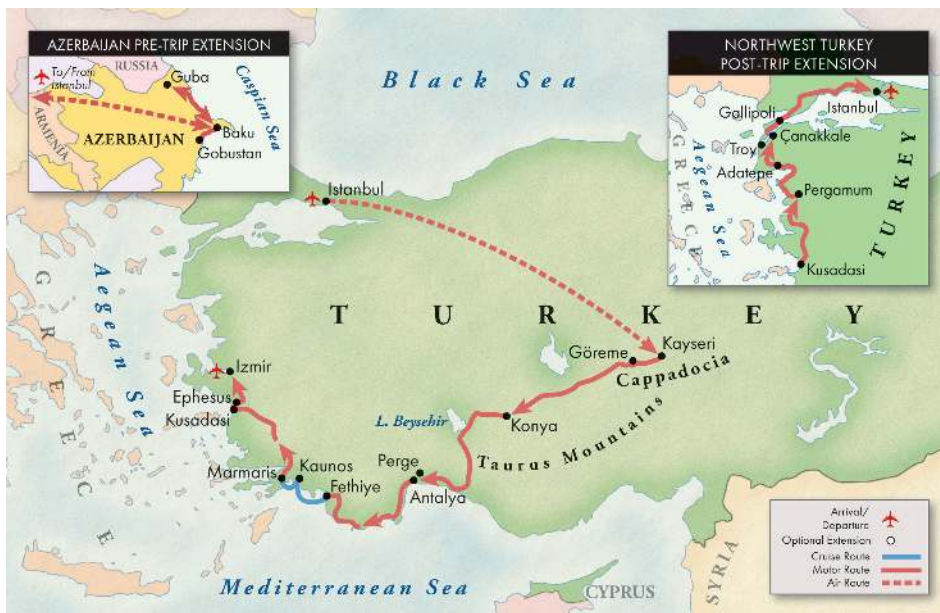 AZERBAIJAN PRE-TRIP EXTENSION
To/From
Istanbul
RUSSIA
Guba
Caspian Sea
ARMENIA
AZERBAIJAN
Baku
Gobustan
Black Sea
NORTHWEST TURKEY
POST-TRIP EXTENSION
Istanbul
Gallipoli
Çanakkale
Troy
Adatepe
Pergamum
Kusadasi
Aegean Sea
GREECE
TURKEY
Istanbul
Aegean Sea
GREECE
TURKEY
Kayseri
Göreme
Cappadocia
Izmir
Ephesus
Kusadasi
L. Beysehir
Konya
Taurus Mountains
Perge
Antalya
Marmaris
Kaunos
Fethiye
Mediterranean Sea
CYPRUS
SYRIA
Arrival/
Departure
Optional Extension
Cruise Route
Motor Route
Air Route